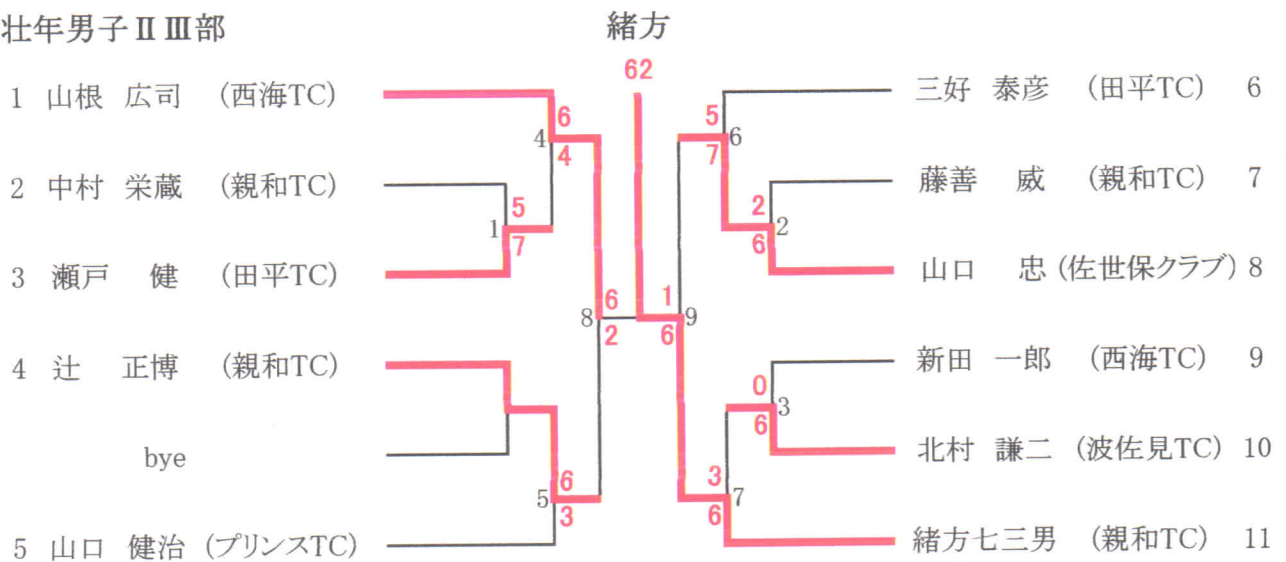 壮年男子ⅡⅢ部
緒方
62
1 山根 広司 (西海TC)
2 中村 栄蔵 (親和TC)
3 瀬戸 健 (田平TC)
4 辻 正博 (親和TC)
bye
5 山口 健治 (プリンスTC)
6
4
4
5
1
7
6
8
2
6
5
3
三好 泰彦 (田平TC) 6
藤善 威 (親和TC) 7
山口 忠 (佐世保クラブ) 8
新田 一郎 (西海TC) 9
北村 謙二 (波佐見TC) 10
緒方七三男 (親和TC) 11
5
6
7
2
2
6
1
9
6
0
3
6
3
7
6